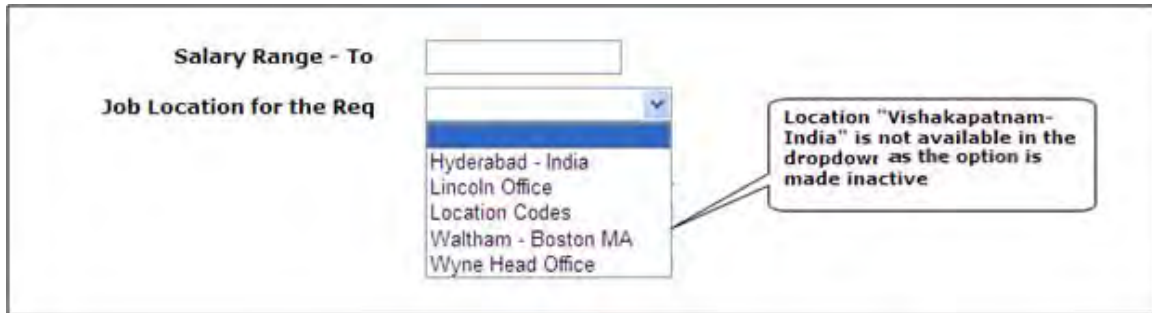 Salary Range - To
Job Location for the Req
Hyderabad - India
Lincoln Office
Location Codes
Waltham - Boston MA
Wyne Head Office
Location "Vishakapatnam-
India" is not available in the
dropdowr as the option is
made inactive